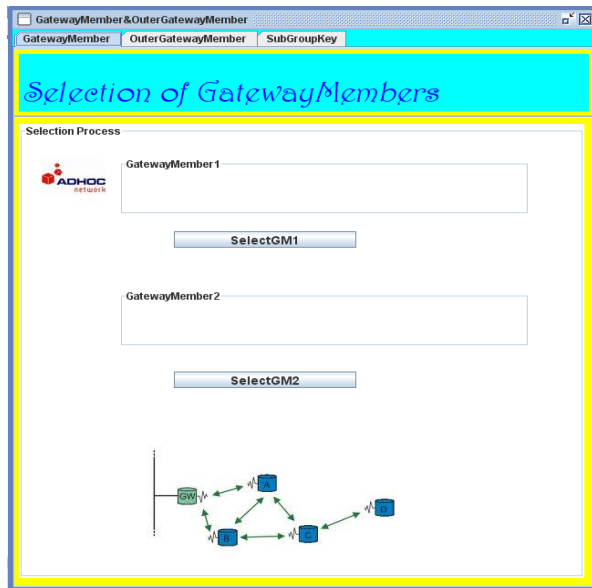 GatewayMember&OuterGatewayMember
GatewayMember OuterGatewayMember SubGroupKey
Selection of GatewayMembers
Selection Process
ADHOC
network
GatewayMember1
SelectGM1
GatewayMember2
SelectGM2
A
GW
D
B
C